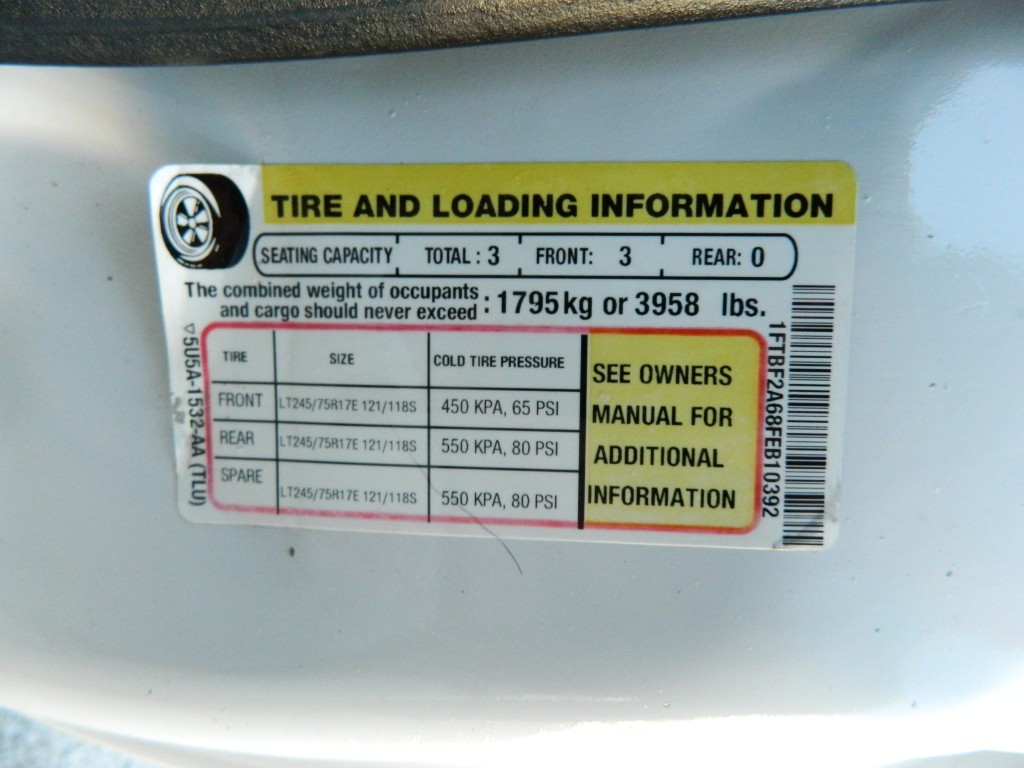 TIRE AND LOADING INFORMATION
SEATING CAPACITY TOTAL : 3 FRONT: 3 REAR: 0
The combined weight of occupants
and cargo should never exceed : 1795kg or 3958 lbs.
TIRE SIZE COLD TIRE PRESSURE
FRONT LT245/75R17E 121/118S 450 KPA, 65 PSI
REAR LT245/75R17E 121/118S 550 KPA, 80 PSI
SPARE LT245/75R17E 121/118S 550 KPA, 80 PSI
SEE OWNERS
MANUAL FOR
ADDITIONAL
INFORMATION
▽5U5A-1532-AA (TLU)
1FTBF2A68FEB10392